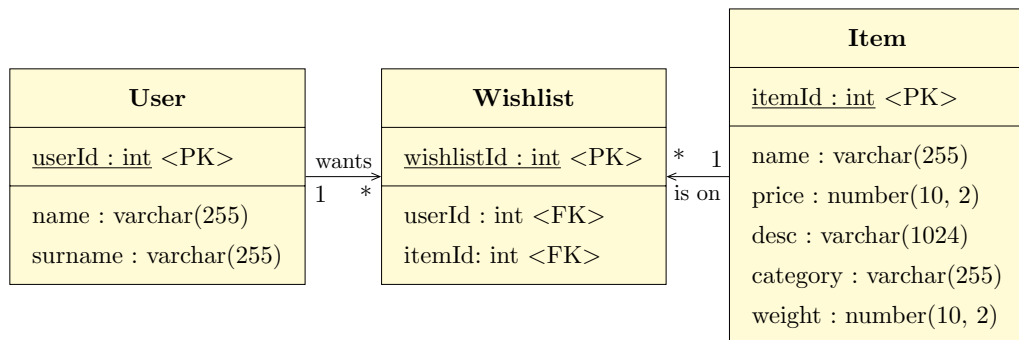 User
userId : int <PK>
name : varchar(255)
surname : varchar(255)
wants
1 *
Wishlist
wishlistId : int <PK>
userId : int <FK>
itemId: int <FK>
* 1
is on
Item
itemId : int <PK>
name : varchar(255)
price : number(10, 2)
desc : varchar(1024)
category : varchar(255)
weight : number(10, 2)